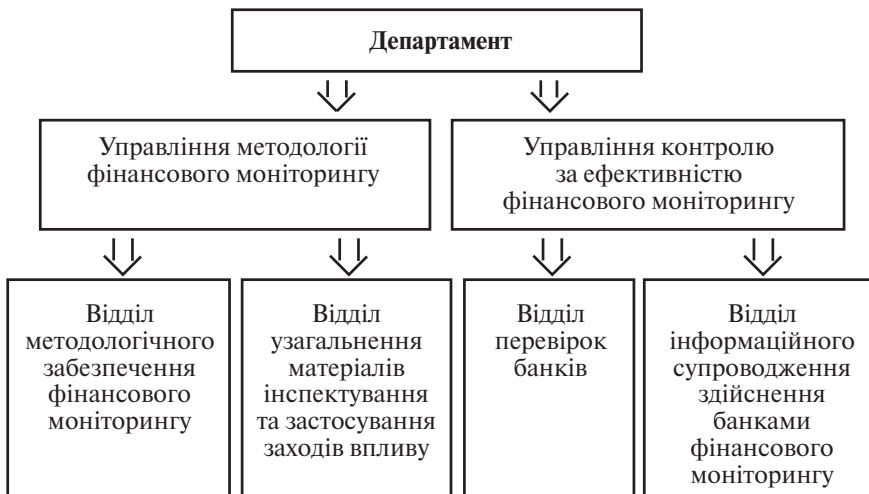 Департамент
Управління методології
фінансового моніторингу
Управління контролю
за ефективністю
фінансового моніторингу
Відділ
методологічного
забезпечення
фінансового
моніторингу
Відділ
узагальнення
матеріалів
інспектування
та застосування
заходів впливу
Відділ
перевірок
банків
Відділ
інформаційного
супроводження
здійснення
банками
фінансового
моніторингу